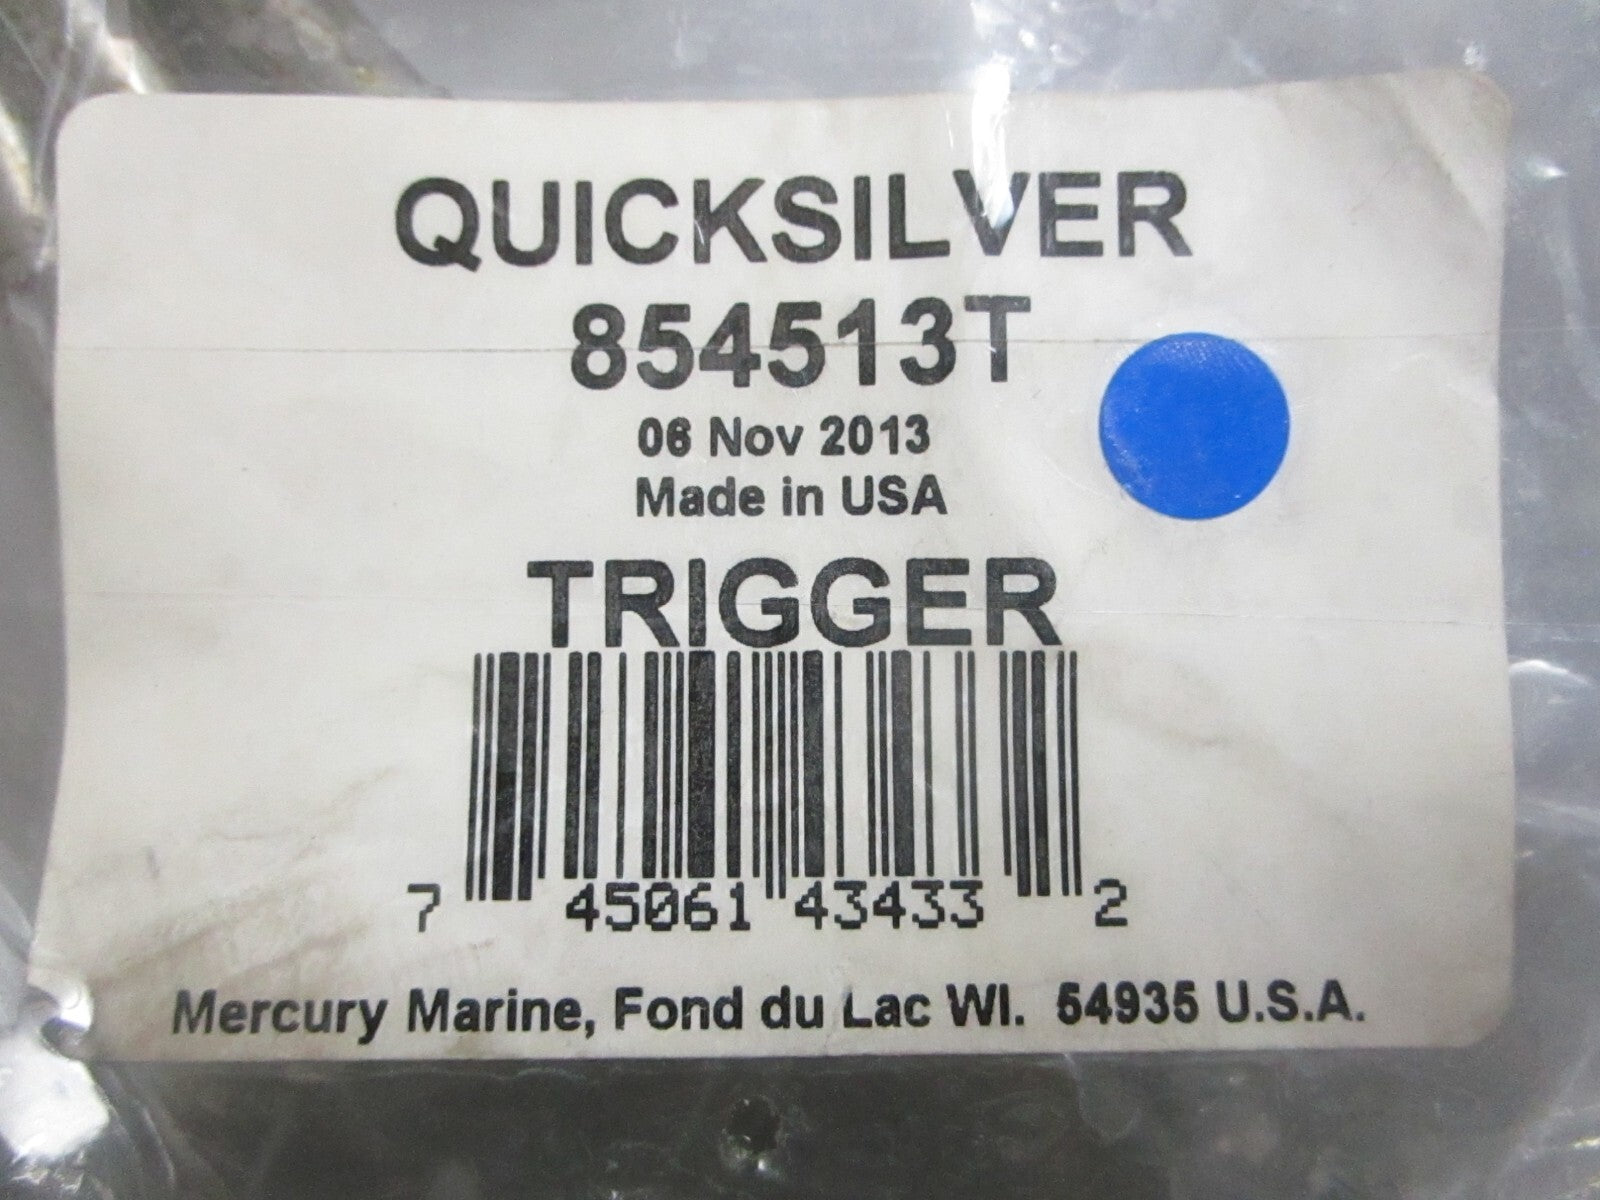 QUICKSILVER
854513T
06 Nov 2013
Made in USA
TRIGGER
7 45061 43433 2
Mercury Marine, Fond du Lac WI. 54935 U.S.A.